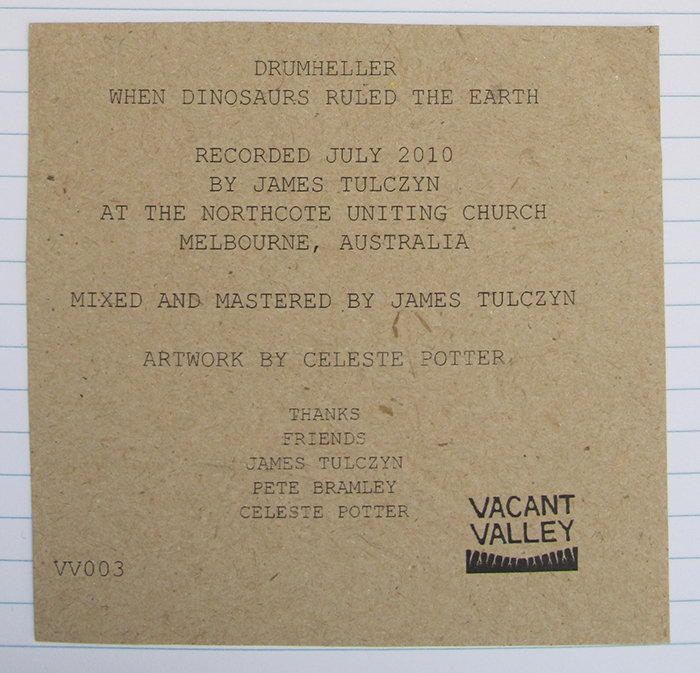 DRUMHELLER
WHEN DINOSAURS RULED THE EARTH
RECORDED JULY 2010
BY JAMES TULCZYN
AT THE NORTHCOTE UNITING CHURCH
MELBOURNE, AUSTRALIA
MIXED AND MASTERED BY JAMES TULCZYN
ARTWORK BY CELESTE POTTER
THANKS
FRIENDS
JAMES TULCZYN
PETE BRAMLEY
CELESTE POTTER
VACANT
VALLEY
VV003